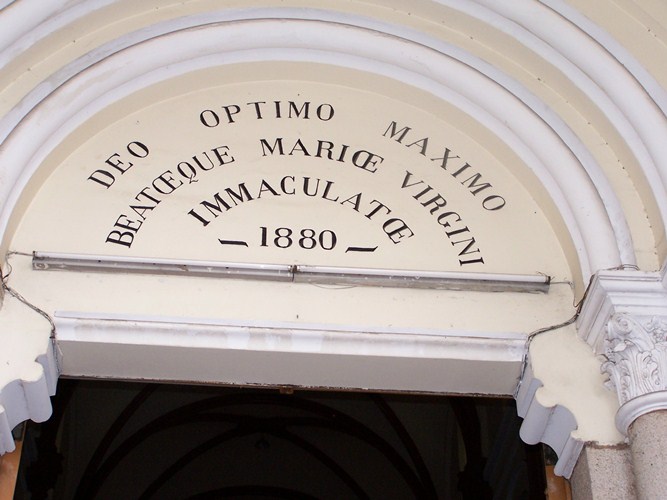 DEO OPTIMO MAXIMO
BEATŒQUE MARIŒ VIRGINI
IMMACULATŒ
– 1880 –